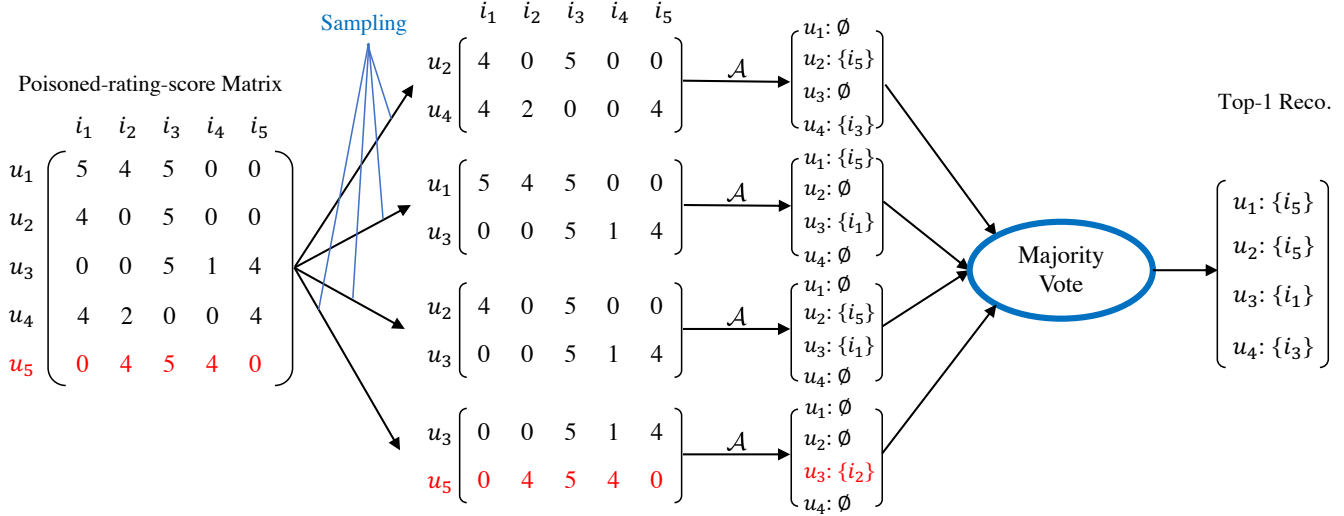 Sampling
Poisoned-rating-score Matrix
i₁ i₂ i₃ i₄ i₅
u₁ 5 4 5 0 0
u₂ 4 0 5 0 0
u₃ 0 0 5 1 4
u₄ 4 2 0 0 4
u₅ 0 4 5 4 0
i₁ i₂ i₃ i₄ i₅
u₂ 4 0 5 0 0
u₄ 4 2 0 0 4
u₁ 5 4 5 0 0
u₃ 0 0 5 1 4
u₂ 4 0 5 0 0
u₃ 0 0 5 1 4
u₃ 0 0 5 1 4
u₅ 0 4 5 4 0
𝒜
𝒜
𝒜
𝒜
u₁: ∅
u₂: {i₅}
u₃: ∅
u₄: {i₃}
u₁: {i₅}
u₂: ∅
u₃: {i₁}
u₄: ∅
u₁: ∅
u₂: {i₅}
u₃: {i₁}
u₄: ∅
u₁: ∅
u₂: ∅
u₃: {i₂}
u₄: ∅
Majority
Vote
Top-1 Reco.
u₁: {i₅}
u₂: {i₅}
u₃: {i₁}
u₄: {i₃}